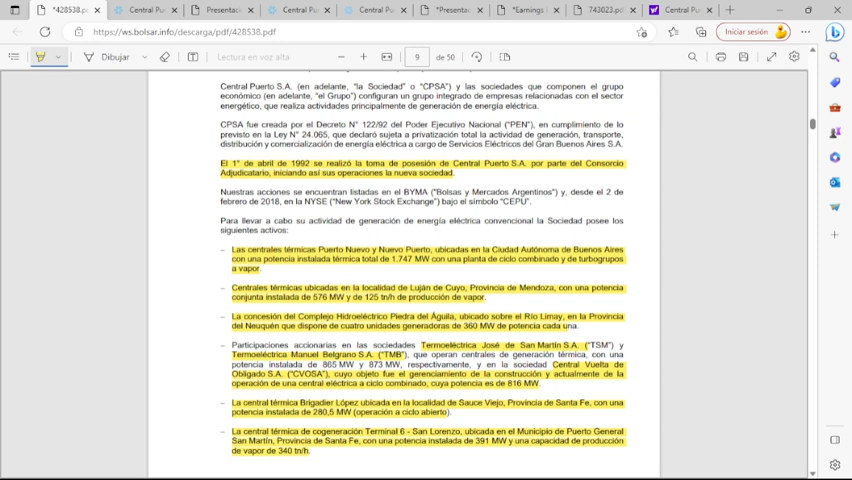 *428538.pd
Central Pue
Presentaci
Central Pu
Central Pu
*Presentac
*Earnings
743023.pd
Central Pu
https://ws.bolsar.info/descarga/pdf/428538.pdf
Iniciar sesión
Dibujar
Lectura en voz alta
9 de 50
Central Puerto S.A. (en adelante, "la Sociedad" o "CPSA") y las sociedades que componen el grupo
económico (en adelante, "el Grupo") configuran un grupo integrado de empresas relacionadas con el sector
energético, que realiza actividades principalmente de generación de energía eléctrica.
CPSA fue creada por el Decreto N° 122/92 del Poder Ejecutivo Nacional ("PEN"), en cumplimiento de lo
previsto en la Ley N° 24.065, que declaró sujeta a privatización total la actividad de generación, transporte,
distribución y comercialización de energía eléctrica a cargo de Servicios Eléctricos del Gran Buenos Aires S.A.
El 1° de abril de 1992 se realizó la toma de posesión de Central Puerto S.A. por parte del Consorcio
Adjudicatario, iniciando así sus operaciones la nueva sociedad.
Nuestras acciones se encuentran listadas en el BYMA ("Bolsas y Mercados Argentinos") y, desde el 2 de
febrero de 2018, en la NYSE ("New York Stock Exchange") bajo el símbolo "CEPU".
Para llevar a cabo su actividad de generación de energía eléctrica convencional la Sociedad posee los
siguientes activos:
– Las centrales térmicas Puerto Nuevo y Nuevo Puerto, ubicadas en la Ciudad Autónoma de Buenos Aires
con una potencia instalada térmica total de 1.747 MW con una planta de ciclo combinado y de turbogrupos
a vapor.
– Centrales térmicas ubicadas en la localidad de Luján de Cuyo, Provincia de Mendoza, con una potencia
conjunta instalada de 576 MW y de 125 tn/h de producción de vapor.
– La concesión del Complejo Hidroeléctrico Piedra del Águila, ubicado sobre el Río Limay, en la Provincia
del Neuquén que dispone de cuatro unidades generadoras de 360 MW de potencia cada una.
– Participaciones accionarias en las sociedades Termoeléctrica José de San Martín S.A. ("TSM") y
Termoeléctrica Manuel Belgrano S.A. ("TMB"), que operan centrales de generación térmica, con una
potencia instalada de 865 MW y 873 MW, respectivamente, y en la sociedad Central Vuelta de
Obligado S.A. ("CVOSA), cuyo objeto fue el gerenciamiento de la construcción y actualmente de la
operación de una central eléctrica a ciclo combinado, cuya potencia es de 816 MW.
– La central térmica Brigadier López ubicada en la localidad de Sauce Viejo, Provincia de Santa Fe, con una
potencia instalada de 280,5 MW (operación a ciclo abierto).
– La central térmica de cogeneración Terminal 6 - San Lorenzo, ubicada en el Municipio de Puerto General
San Martín, Provincia de Santa Fe, con una potencia instalada de 391 MW y una capacidad de producción
de vapor de 340 tn/h.